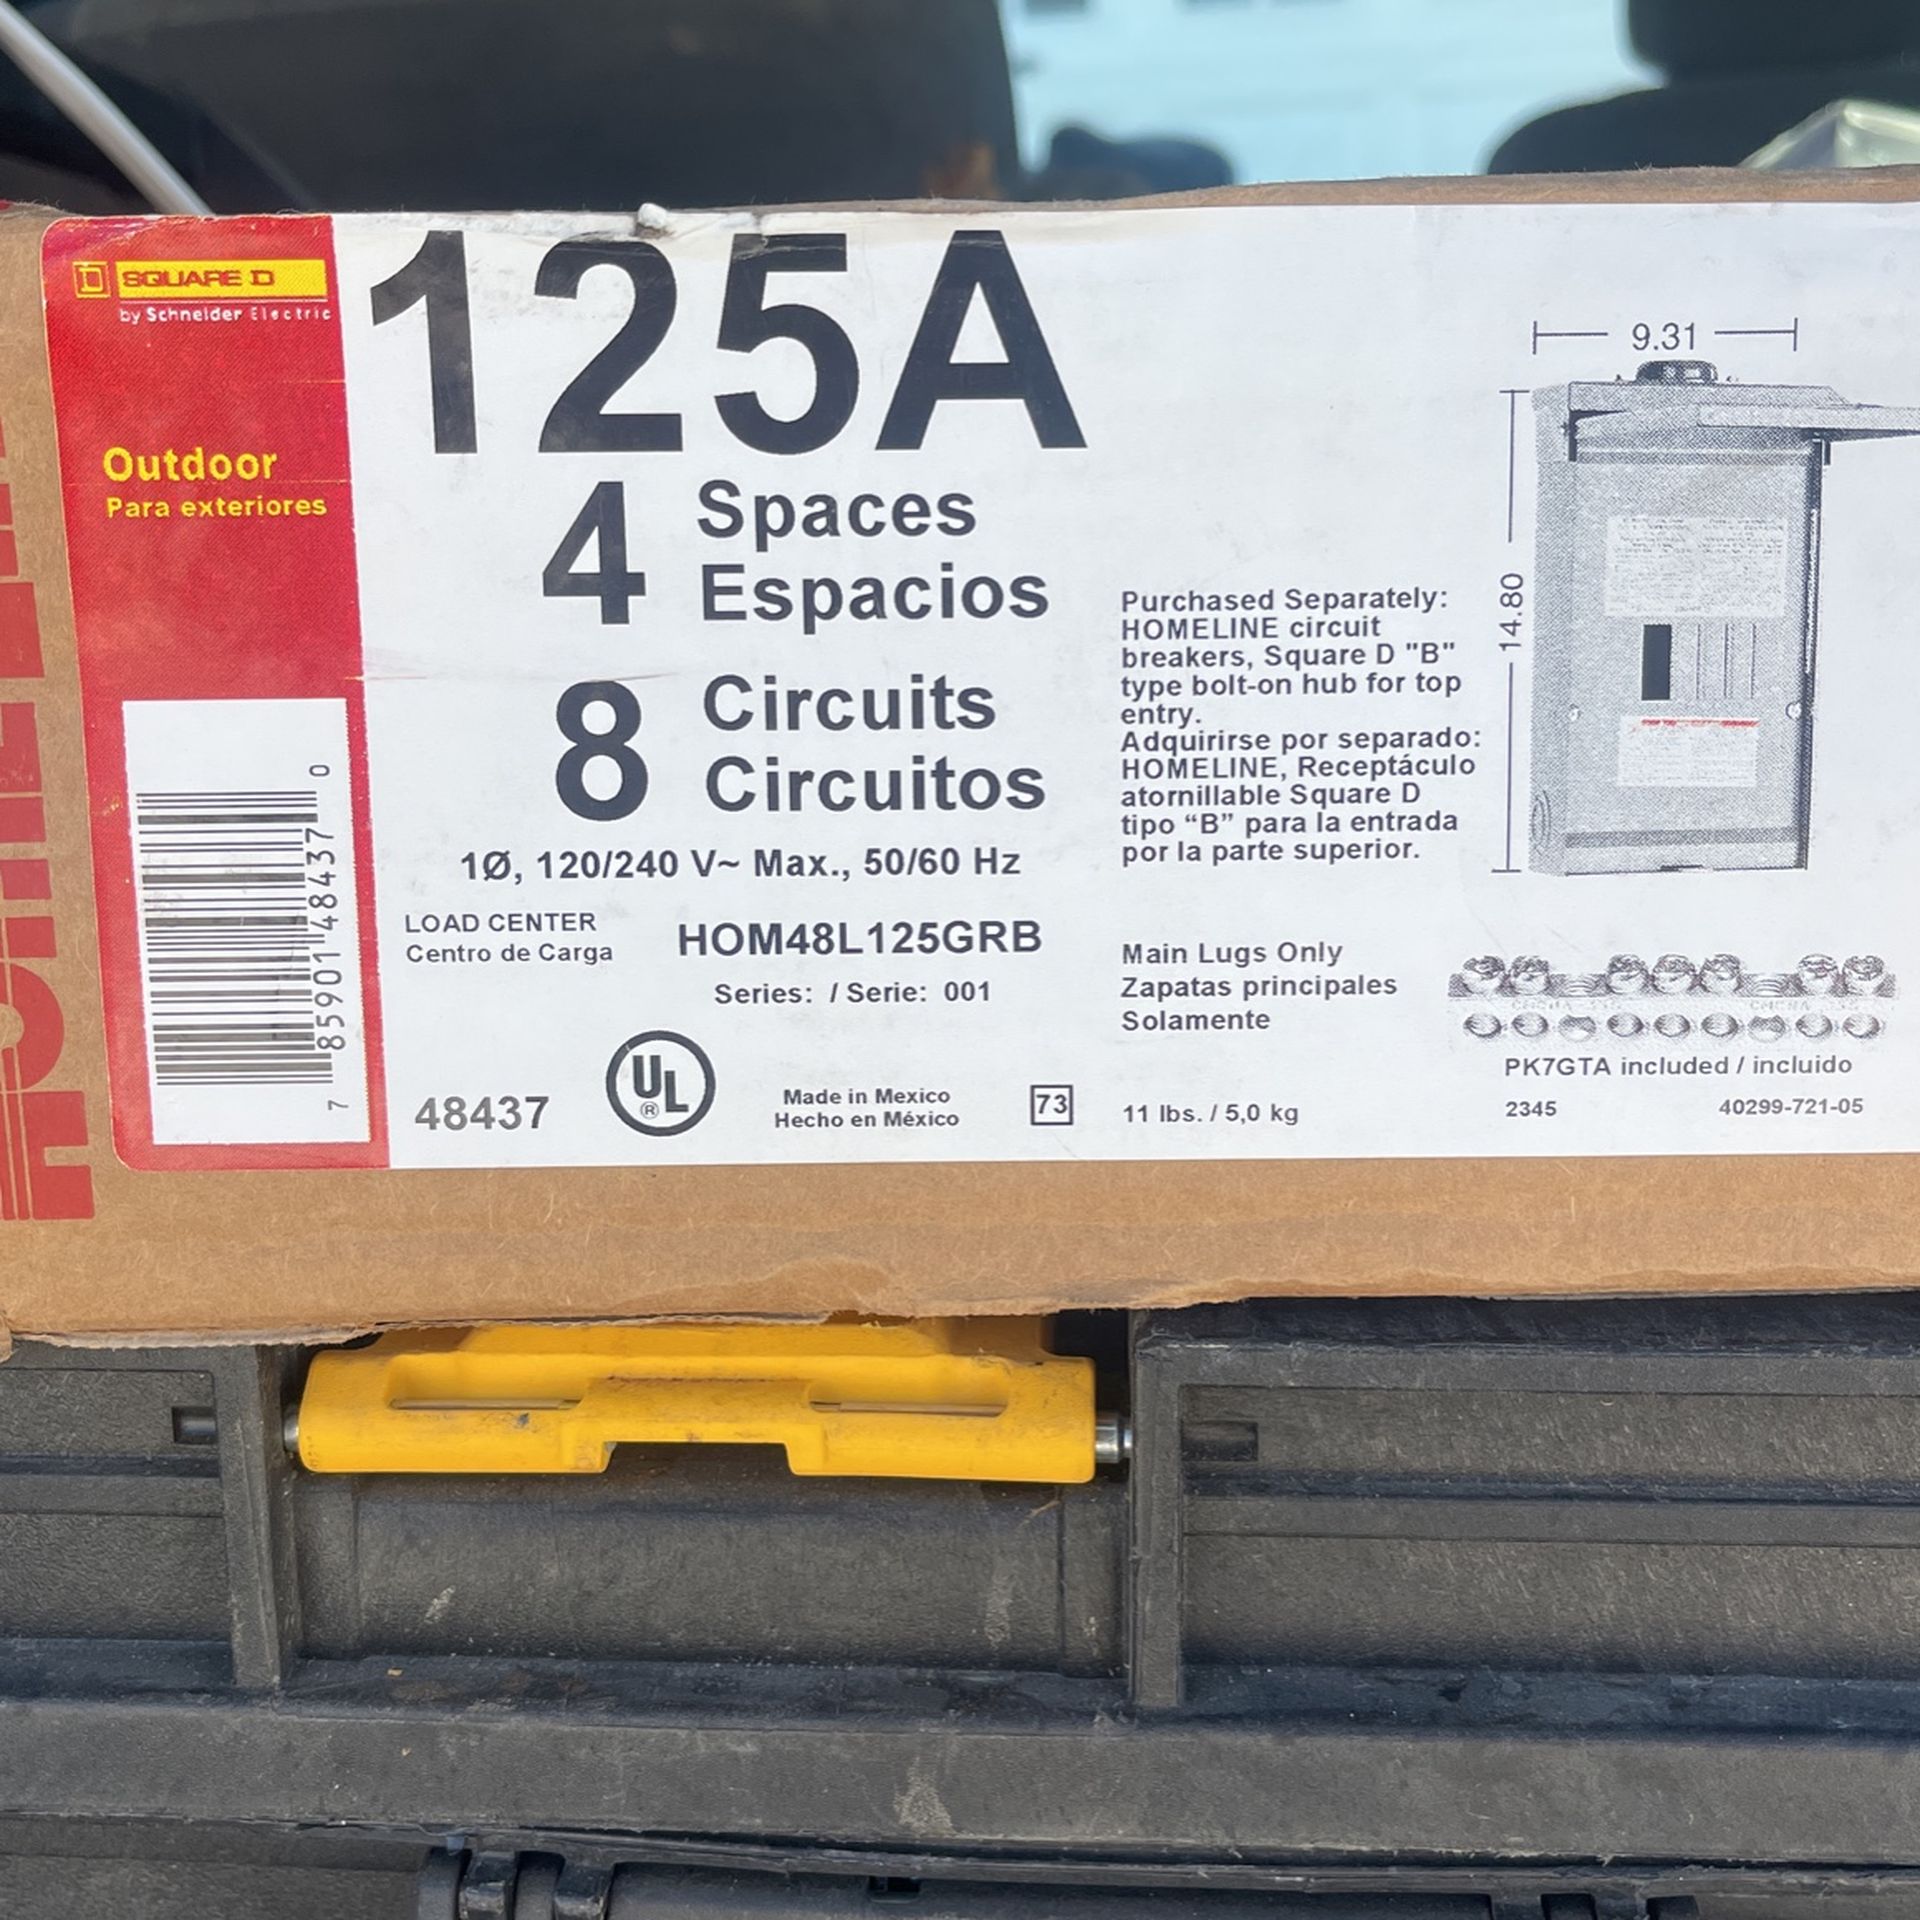 SQUARE D
by Schneider Electric
Outdoor
Para exteriores
7 85901 48437 0
125A
4 Spaces
Espacios
8 Circuits
Circuitos
1Ø, 120/240 V~ Max., 50/60 Hz
LOAD CENTER
Centro de Carga
HOM48L125GRB
Series: / Serie: 001
48437
UL
®
Made in Mexico
Hecho en México
73
Purchased Separately:
HOMELINE circuit
breakers, Square D "B"
type bolt-on hub for top
entry.
Adquirirse por separado:
HOMELINE, Receptáculo
atornillable Square D
tipo “B” para la entrada
por la parte superior.
Main Lugs Only
Zapatas principales
Solamente
11 lbs. / 5,0 kg
9.31
14.80
PK7GTA included / incluido
2345 40299-721-05